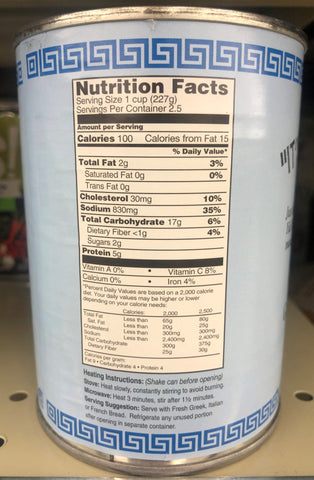 Nutrition Facts
Serving Size 1 cup (227g)
Servings Per Container 2.5
Amount per Serving
Calories 100 Calories from Fat 15
% Daily Value*
Total Fat 2g 3%
Saturated Fat 0g 0%
Trans Fat 0g
Cholesterol 30mg 10%
Sodium 830mg 35%
Total Carbohydrate 17g 6%
Dietary Fiber <1g 4%
Sugars 2g
Protein 5g
Vitamin A 0% • Vitamin C 8%
Calcium 0% • Iron 4%
*Percent Daily Values are based on a 2,000 calorie
diet. Your daily values may be higher or lower
depending on your calorie needs:
Calories: 2,000 2,500
Total Fat Less than 65g 80g
Sat. Fat Less than 20g 25g
Cholesterol Less than 300mg 300mg
Sodium Less than 2,400mg 2,400mg
Total Carbohydrate 300g 375g
Dietary Fiber 25g 30g
Calories per gram:
Fat 9 • Carbohydrate 4 • Protein 4
Heating Instructions: (Shake can before opening)
Stove: Heat slowly, constantly stirring to avoid burning.
Microwave: Heat 3 minutes, stir after 1½ minutes.
Serving Suggestion: Serve with Fresh Greek, Italian
or French Bread. Refrigerate any unused portion
after opening in separate container.